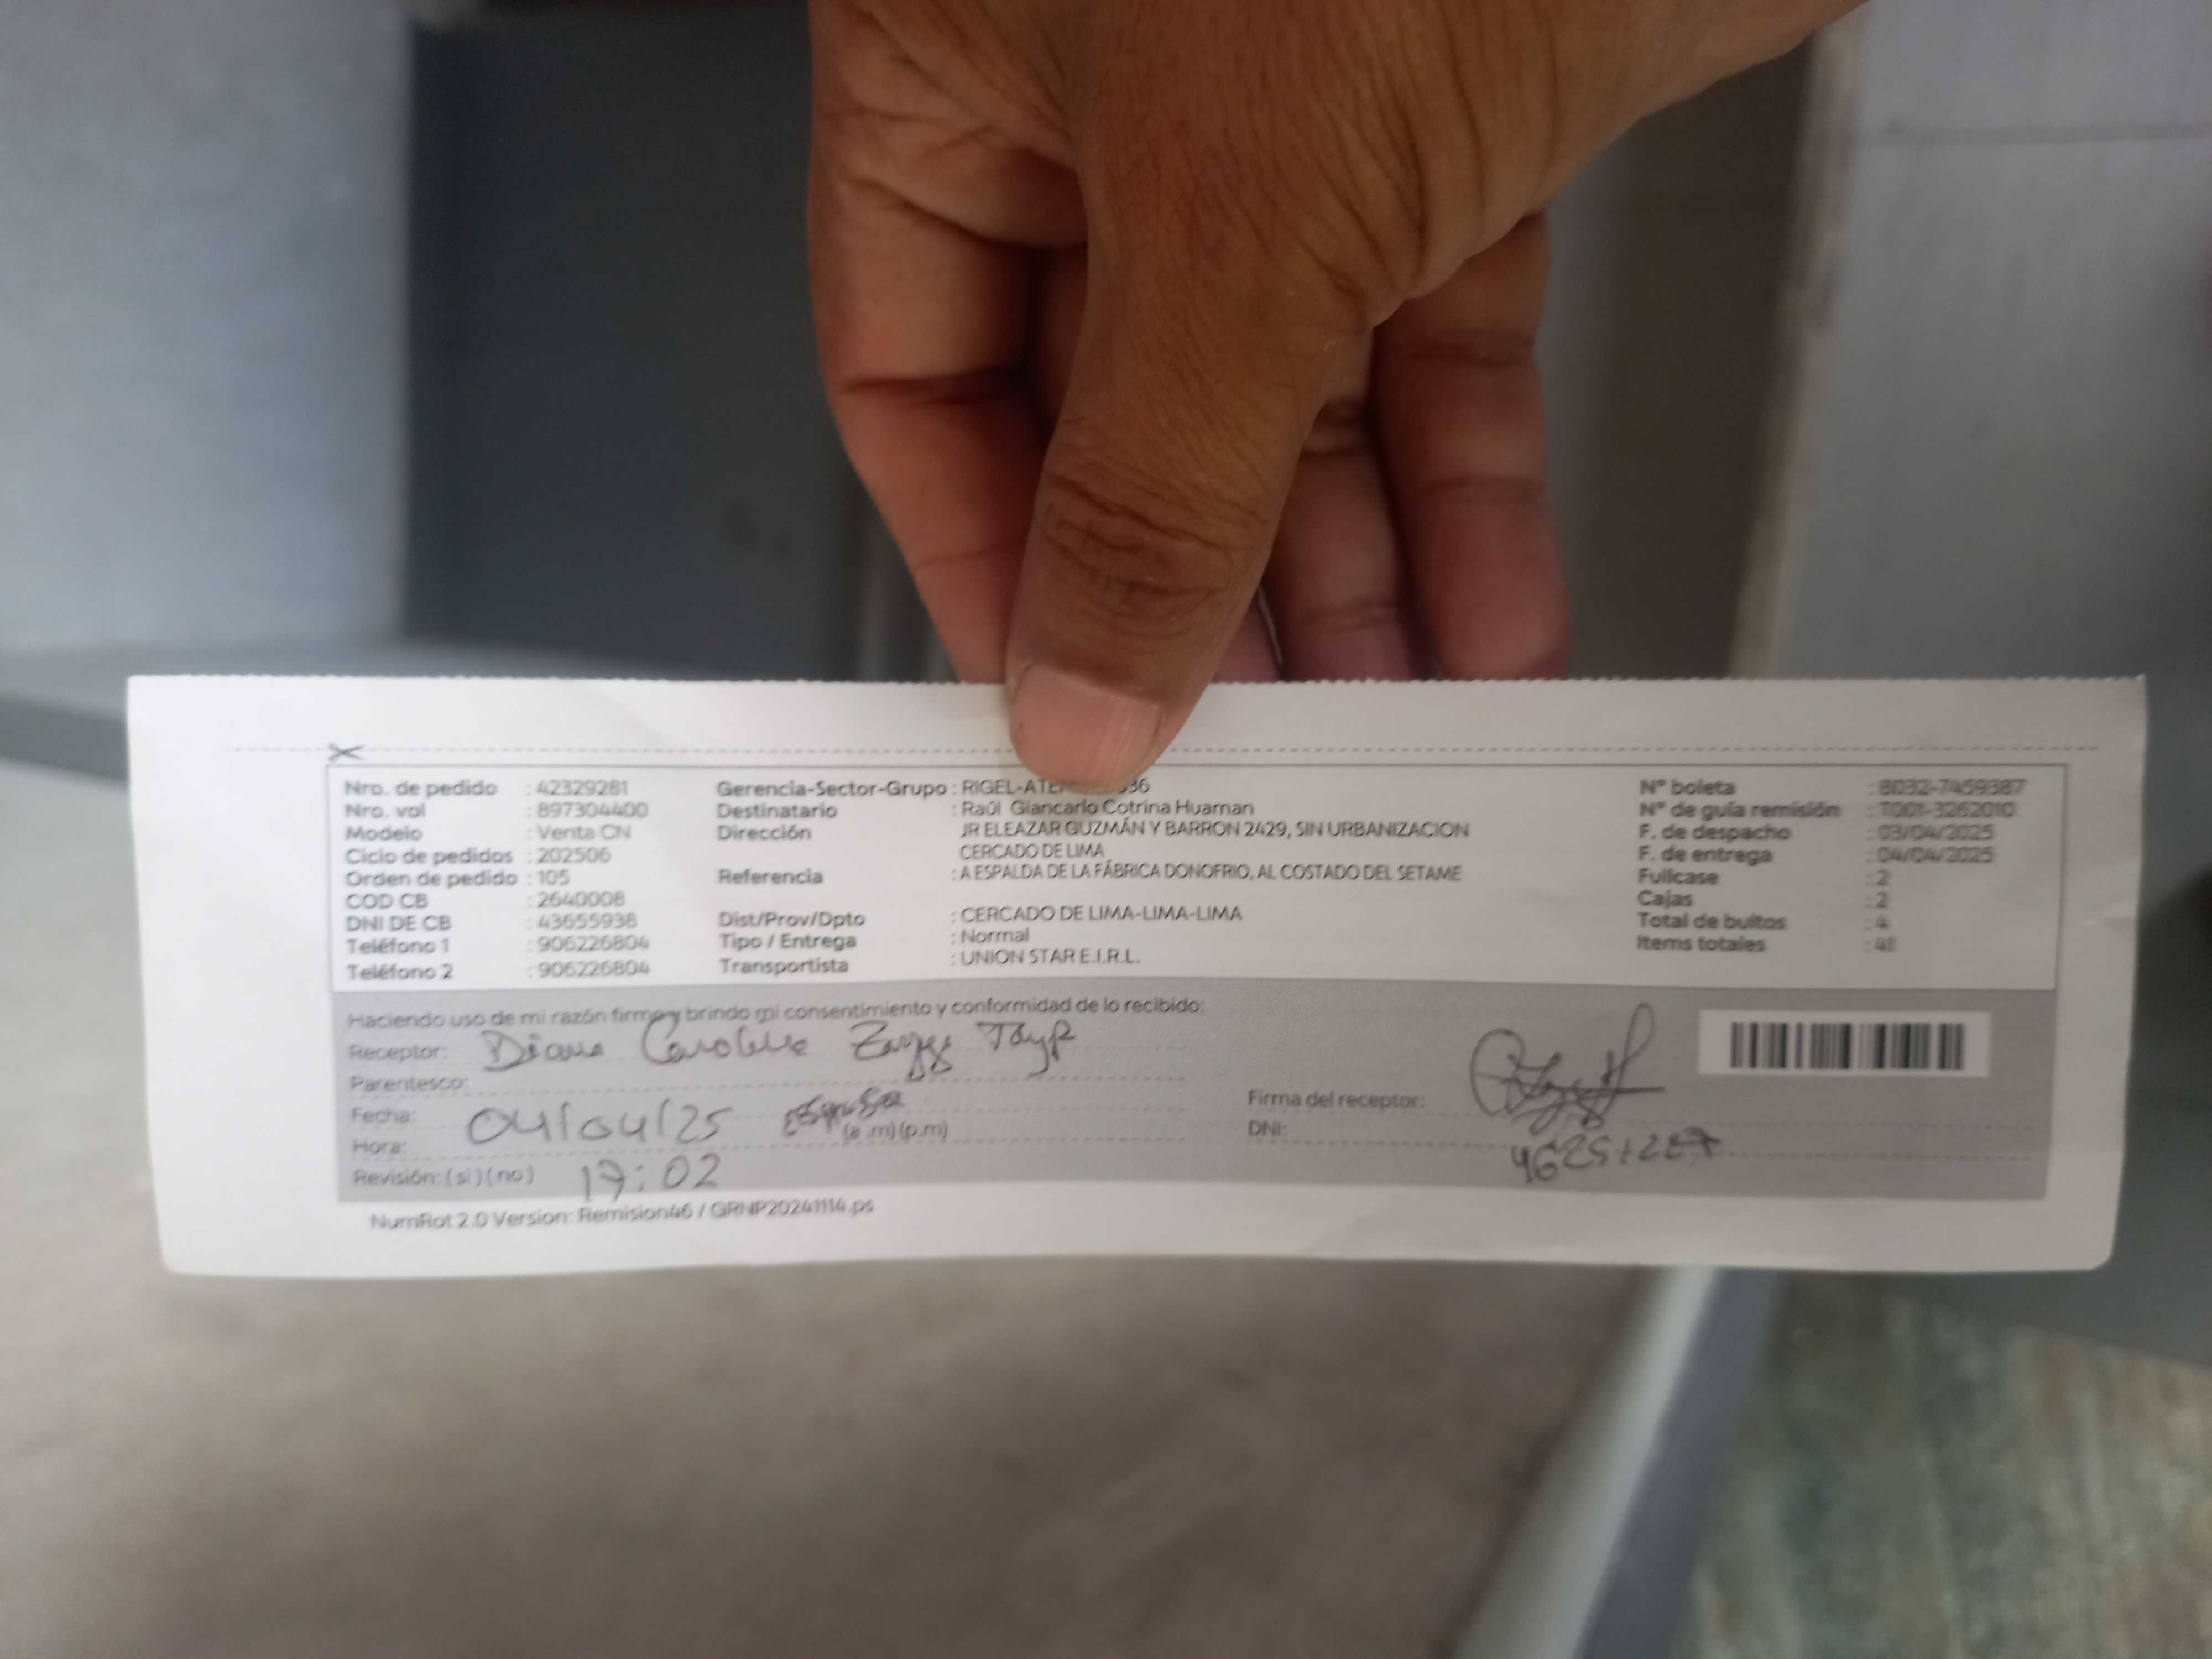 Nro. de pedido : 42329281 Gerencia-Sector-Grupo : RIGEL-ATE 36 N° boleta : B032-7459387
Nro. vol : 897304400 Destinatario : Raúl Giancarlo Cotrina Huaman N° de guía remisión : T001-3262010
Modelo : Venta CN Dirección JR ELEAZAR GUZMÁN Y BARRON 2429, SIN URBANIZACION F. de despacho : 03/04/2025
Ciclo de pedidos : 202506 CERCADO DE LIMA F. de entrega : 04/04/2025
Orden de pedido : 105 Referencia : A ESPALDA DE LA FÁBRICA DONOFRIO, AL COSTADO DEL SETAME Fullcase : 2
COD CB : 2640008 Cajas : 2
DNI DE CB : 43655938 Dist/Prov/Dpto : CERCADO DE LIMA-LIMA-LIMA Total de bultos : 4
Teléfono 1 : 906226804 Tipo / Entrega : Normal Items totales : 41
Teléfono 2 : 906226804 Transportista : UNION STAR E.I.R.L.
Haciendo uso de mi razón firmo y brindo mi consentimiento y conformidad de lo recibido:
Receptor: Diana Carolina
Parentesco:
Fecha: 04/04/25 esposa (a .m) (p.m) Firma del receptor:
Hora: DNI:
Revisión: ( si ) ( no ) 17:02
NumRot 2.0 Version: Remision46 / GRNP20241114.ps